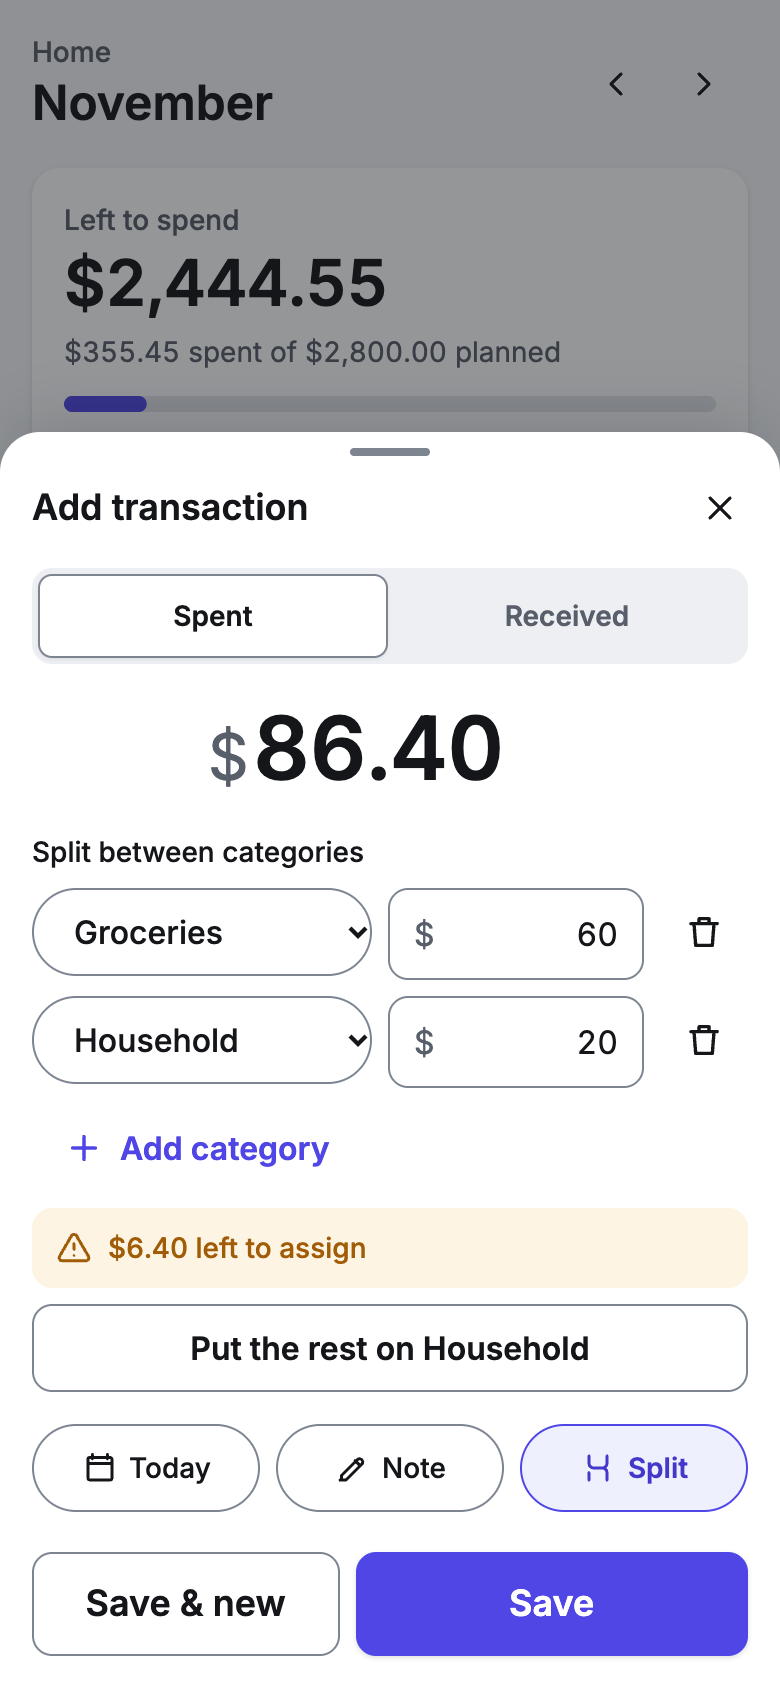 Home
November
Left to spend
$2,444.55
$355.45 spent of $2,800.00 planned
Add transaction
Spent
Received
$86.40
Split between categories
Groceries
$ 60
Household
$ 20
Add category
$6.40 left to assign
Put the rest on Household
Today
Note
Split
Save & new
Save